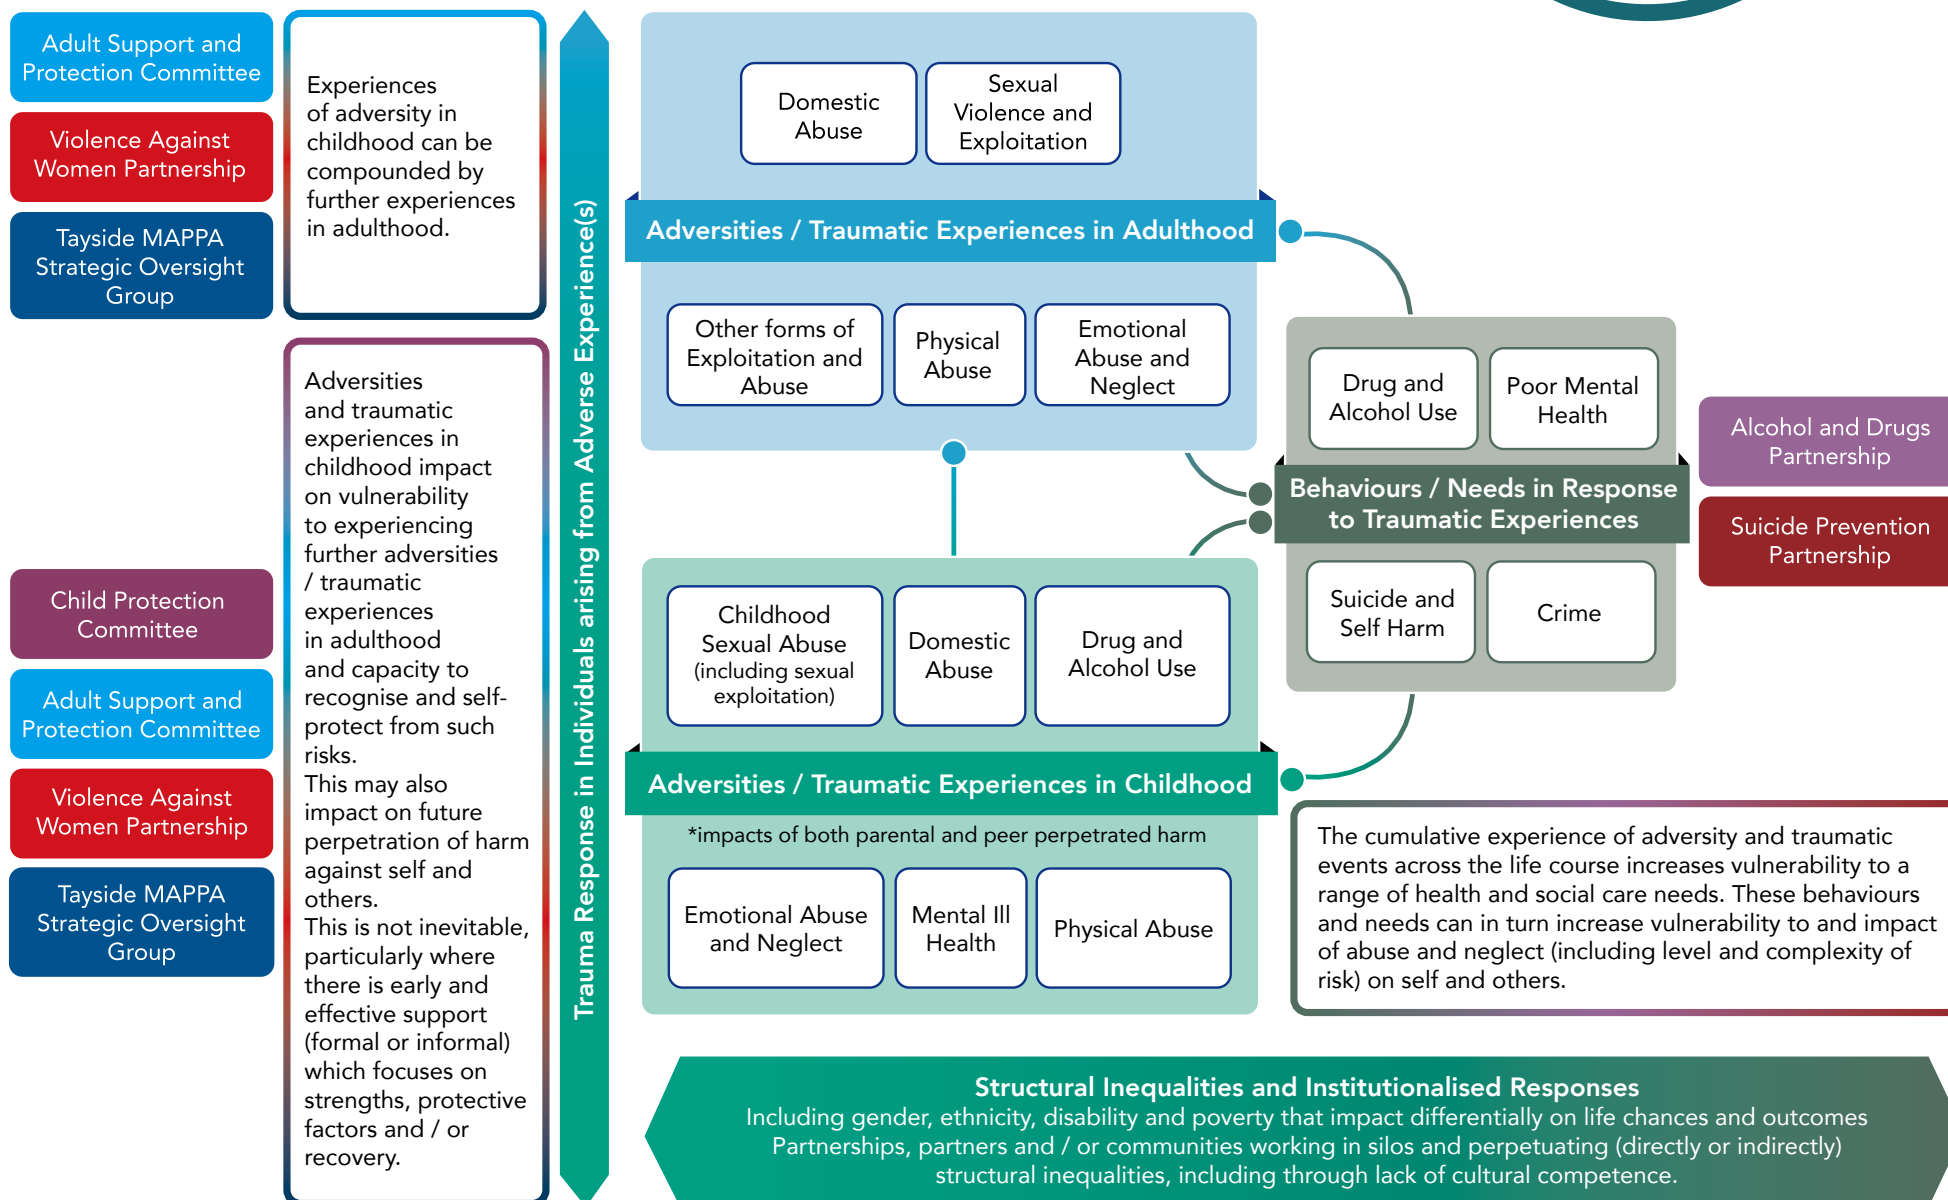 Adult Support and
Protection Committee
Violence Against
Women Partnership
Tayside MAPPA
Strategic Oversight
Group
Experiences
of adversity in
childhood can be
compounded by
further experiences
in adulthood.
Child Protection
Committee
Adult Support and
Protection Committee
Violence Against
Women Partnership
Tayside MAPPA
Strategic Oversight
Group
Adversities
and traumatic
experiences in
childhood impact
on vulnerability
to experiencing
further adversities
/ traumatic
experiences
in adulthood
and capacity to
recognise and self-
protect from such
risks.
This may also
impact on future
perpetration of harm
against self and
others.
This is not inevitable,
particularly where
there is early and
effective support
(formal or informal)
which focuses on
strengths, protective
factors and / or
recovery.
Trauma Response in Individuals arising from Adverse Experience(s)
Domestic
Abuse
Sexual
Violence and
Exploitation
Adversities / Traumatic Experiences in Adulthood
Other forms of
Exploitation and
Abuse
Physical
Abuse
Emotional
Abuse and
Neglect
Childhood
Sexual Abuse
(including sexual
exploitation)
Domestic
Abuse
Drug and
Alcohol Use
Adversities / Traumatic Experiences in Childhood
*impacts of both parental and peer perpetrated harm
Emotional Abuse
and Neglect
Mental Ill
Health
Physical Abuse
Drug and
Alcohol Use
Poor Mental
Health
Behaviours / Needs in Response
to Traumatic Experiences
Suicide and
Self Harm
Crime
Alcohol and Drugs
Partnership
Suicide Prevention
Partnership
The cumulative experience of adversity and traumatic
events across the life course increases vulnerability to a
range of health and social care needs. These behaviours
and needs can in turn increase vulnerability to and impact
of abuse and neglect (including level and complexity of
risk) on self and others.
Structural Inequalities and Institutionalised Responses
Including gender, ethnicity, disability and poverty that impact differentially on life chances and outcomes
Partnerships, partners and / or communities working in silos and perpetuating (directly or indirectly)
structural inequalities, including through lack of cultural competence.